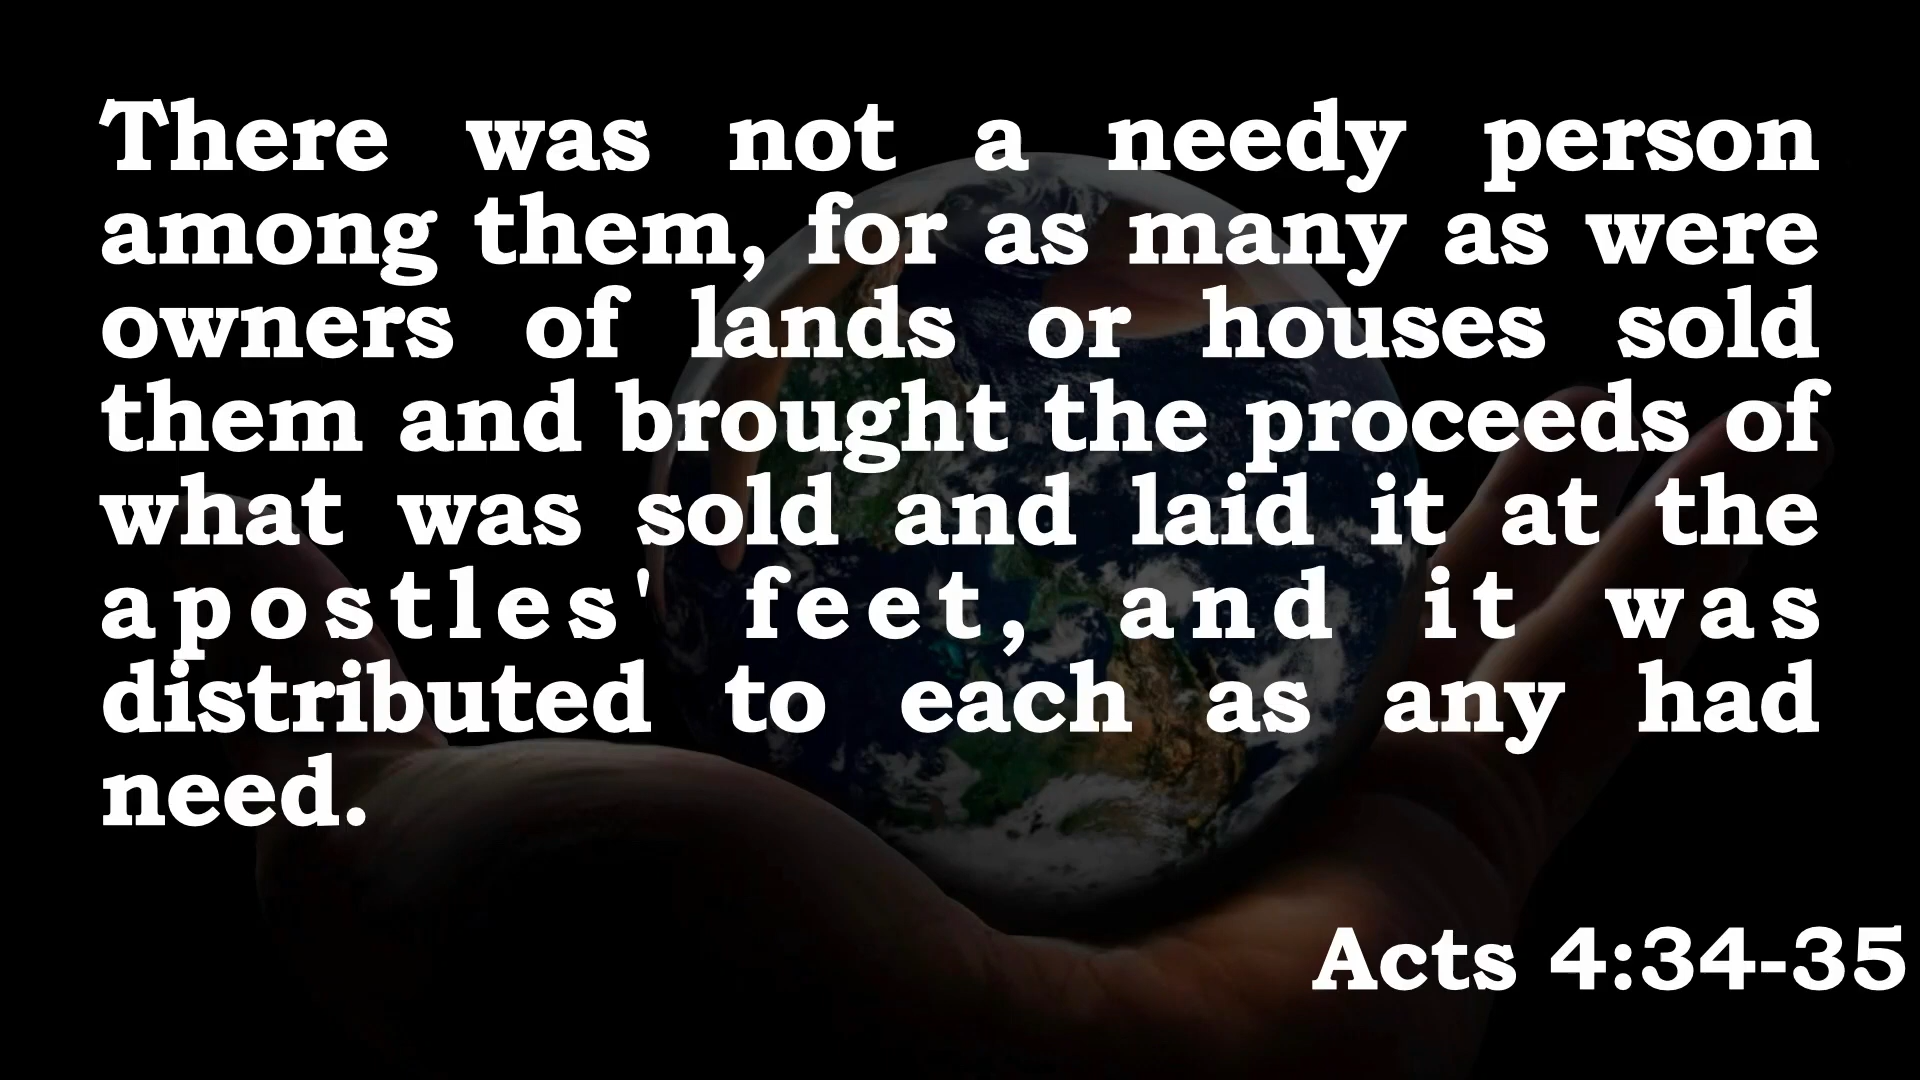 There was not a needy person
among them, for as many as were
owners of lands or houses sold
them and brought the proceeds of
what was sold and laid it at the
apostles' feet, and it was
distributed to each as any had
need.
Acts 4:34-35